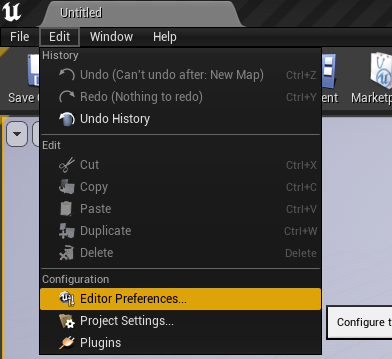 Untitled
File Edit Window Help
History
Undo (Can't undo after: New Map) Ctrl+Z
Redo (Nothing to redo) Ctrl+Y
Undo History
Save
Marketp
Edit
Cut Ctrl+X
Copy Ctrl+C
Paste Ctrl+V
Duplicate Ctrl+W
Delete Delete
Configuration
Editor Preferences...
Project Settings...
Configure t
Plugins